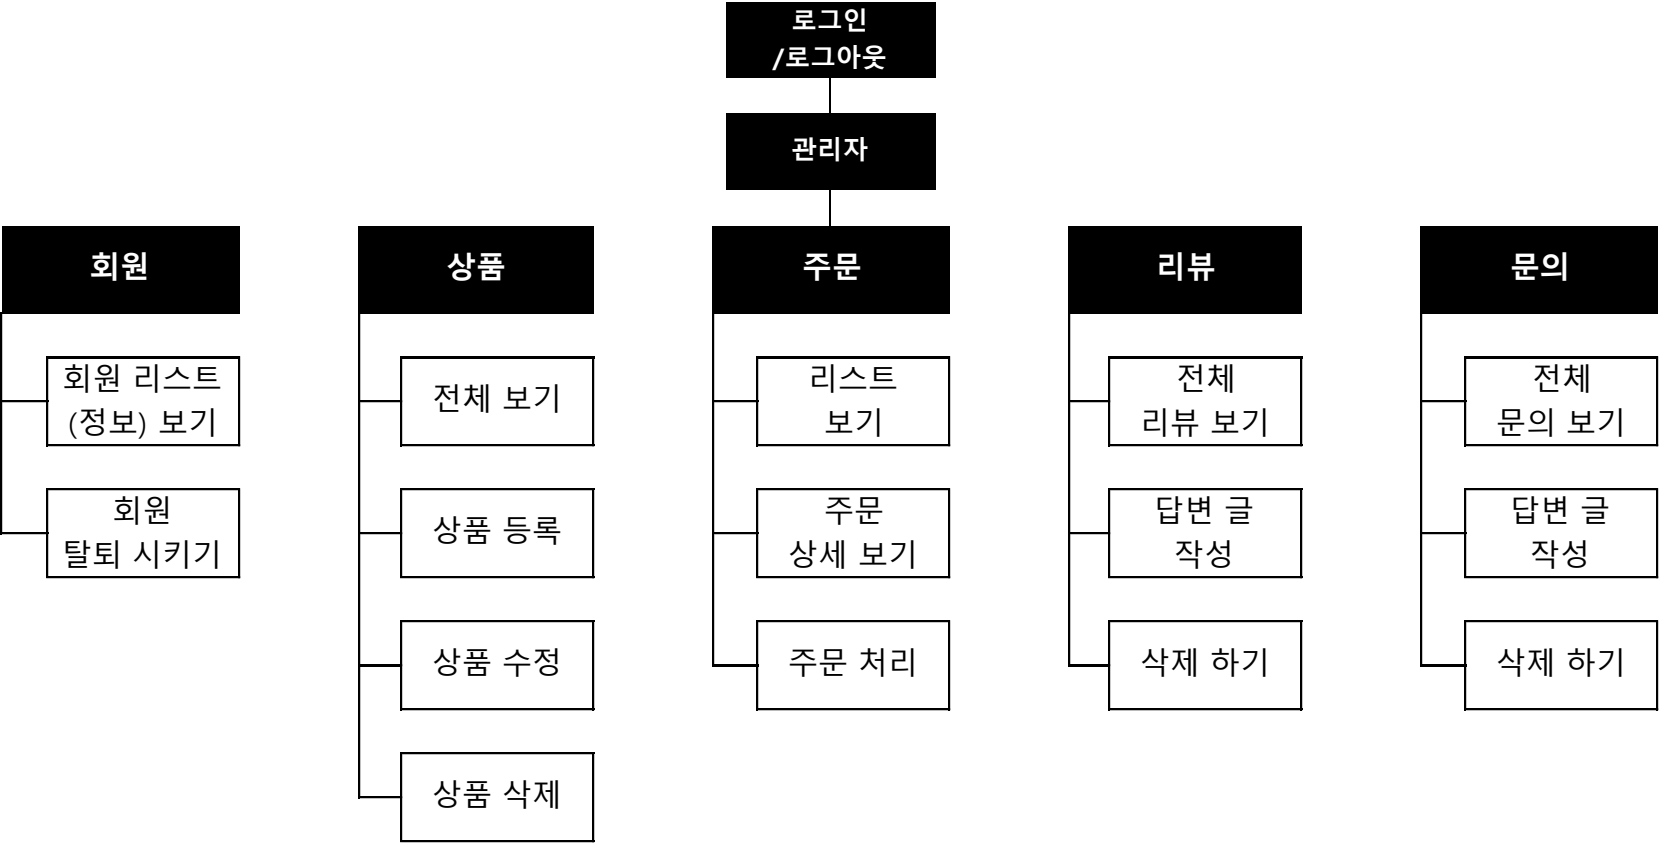 로그인
/로그아웃
관리자
회원
상품
주문
리뷰
문의
회원 리스트
(정보) 보기
회원
탈퇴 시키기
전체 보기
상품 등록
상품 수정
상품 삭제
리스트
보기
주문
상세 보기
주문 처리
전체
리뷰 보기
답변 글
작성
삭제 하기
전체
문의 보기
답변 글
작성
삭제 하기